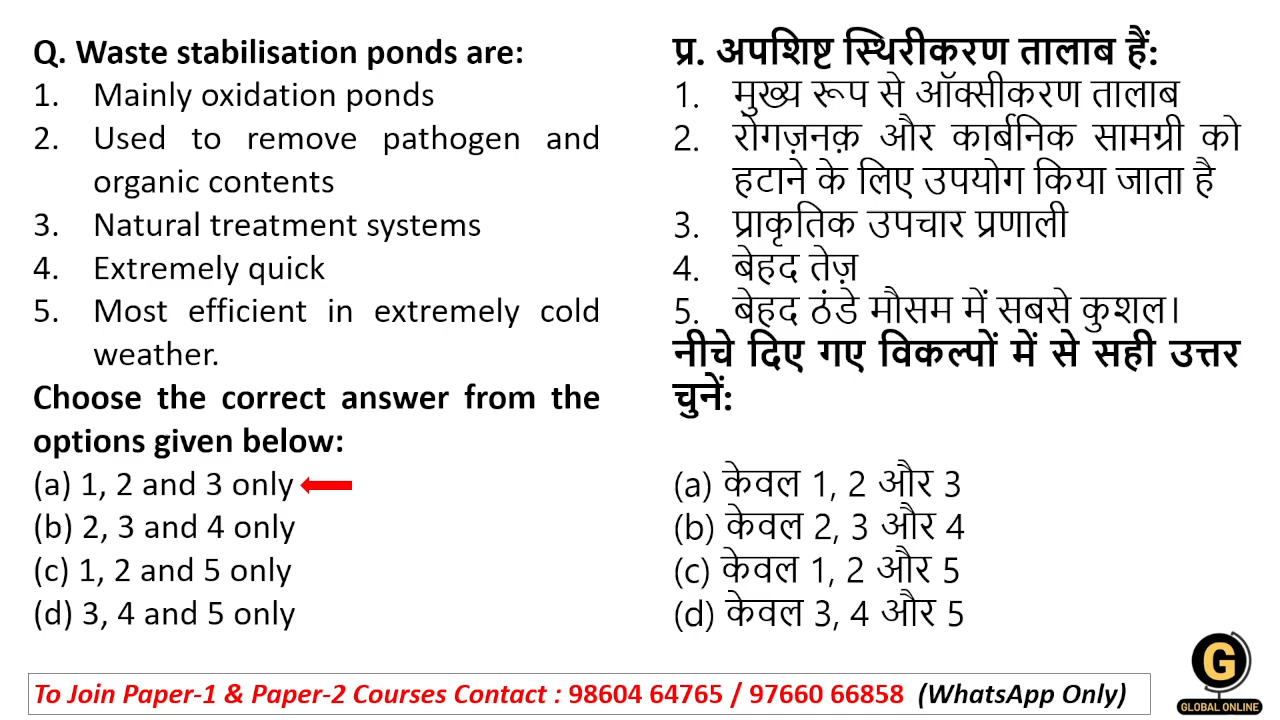 Q. Waste stabilisation ponds are:
1. Mainly oxidation ponds
2. Used to remove pathogen and
organic contents
3. Natural treatment systems
4. Extremely quick
5. Most efficient in extremely cold
weather.
Choose the correct answer from the
options given below:
(a) 1, 2 and 3 only
(b) 2, 3 and 4 only
(c) 1, 2 and 5 only
(d) 3, 4 and 5 only
प्र. अपशिष्ट स्थिरीकरण तालाब हैं:
1. मुख्य रूप से ऑक्सीकरण तालाब
2. रोगज़नक़ और कार्बनिक सामग्री को
हटाने के लिए उपयोग किया जाता है
3. प्राकृतिक उपचार प्रणाली
4. बेहद तेज़
5. बेहद ठंडे मौसम में सबसे कुशल।
नीचे दिए गए विकल्पों में से सही उत्तर
चुनें:
(a) केवल 1, 2 और 3
(b) केवल 2, 3 और 4
(c) केवल 1, 2 और 5
(d) केवल 3, 4 और 5
To Join Paper-1 & Paper-2 Courses Contact : 98604 64765 / 97660 66858 (WhatsApp Only)
G
GLOBAL ONLINE